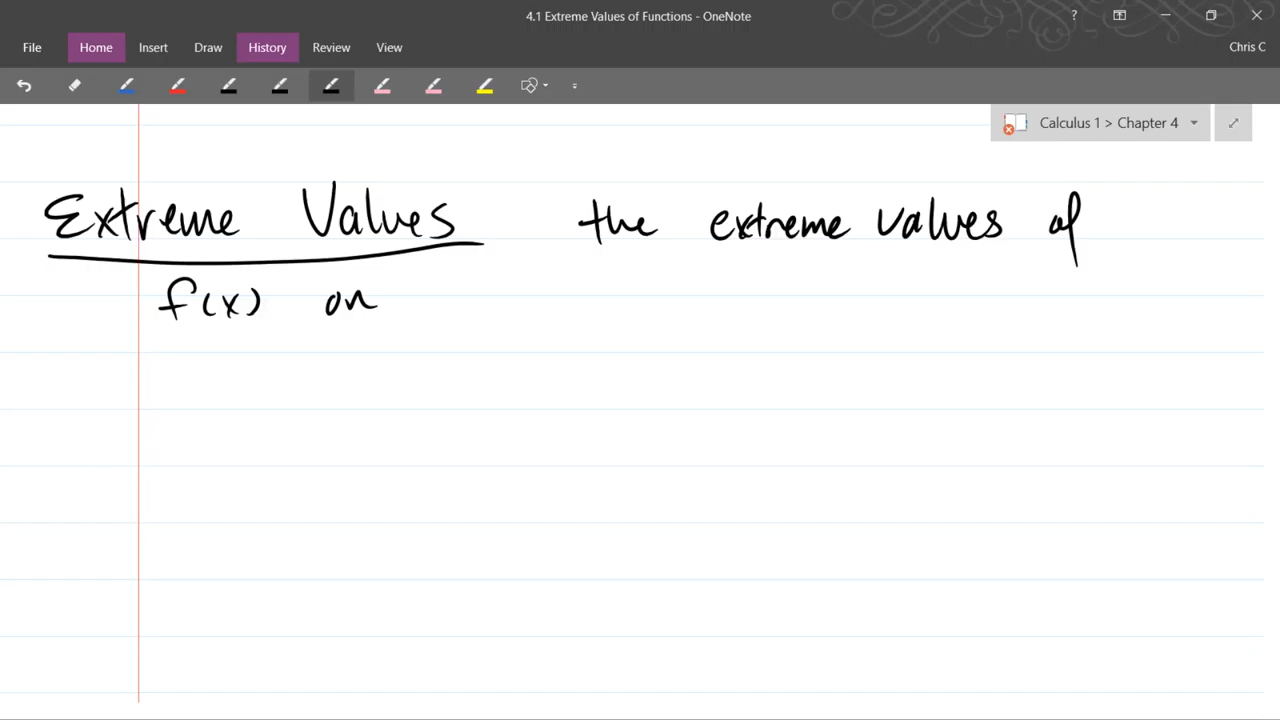 4.1 Extreme Values of Functions - OneNote
?
File Home Insert Draw History Review View Chris C
Calculus 1 > Chapter 4
Extreme Values the extreme values of
f(x) on